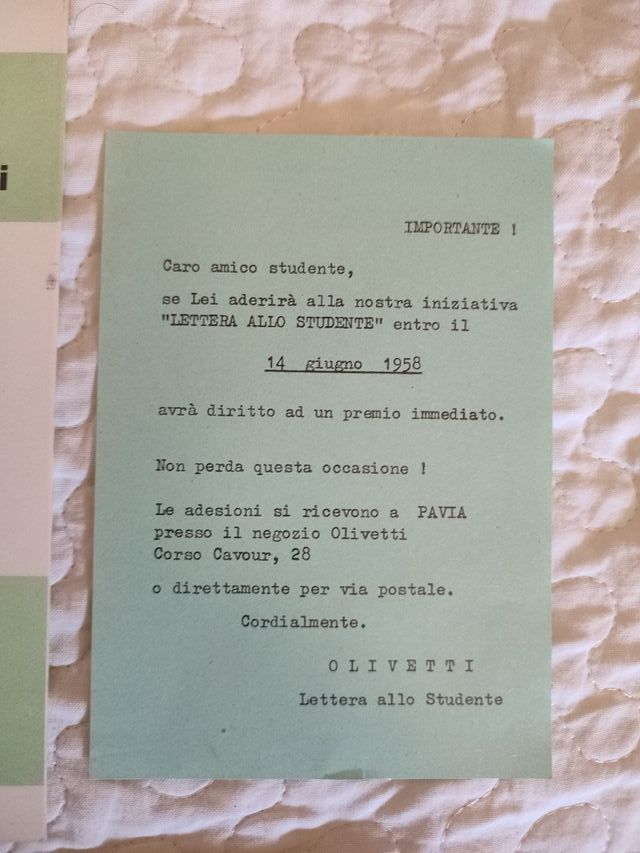 i
IMPORTANTE !
Caro amico studente,
se Lei aderirà alla nostra iniziativa
"LETTERA ALLO STUDENTE" entro il
14 giugno 1958
avrà diritto ad un premio immediato.
Non perda questa occasione !
Le adesioni si ricevono a PAVIA
presso il negozio Olivetti
Corso Cavour, 28
o direttamente per via postale.
Cordialmente.
O L I V E T T I
Lettera allo Studente